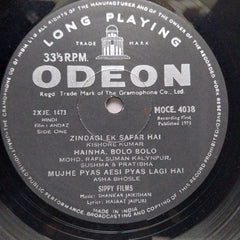 LONG PLAYING
TRADE MARK
33⅓ R.P.M.
ODEON
Regd Trade Mark of The Gramophone Co. Ltd.
2XJE. 1473
MOCE. 4038
HINDI
Recording First
Film: ANDAZ
Published 1971
SIDE ONE
ZINDAGI EK SAFAR HAI
KISHORE KUMAR
HAINHA, BOLO BOLO
MOHD. RAFI, SUMAN KALYNPUR,
SUSHMA & PRATIBHA
MUJHE PYAS AISI PYAS LAGI HAI
ASHA BHOSLE
SIPPY FILMS
Music: SHANKER JAIKISHAN
Lyrics: HASRAT JAIPURI
MADE IN INDIA